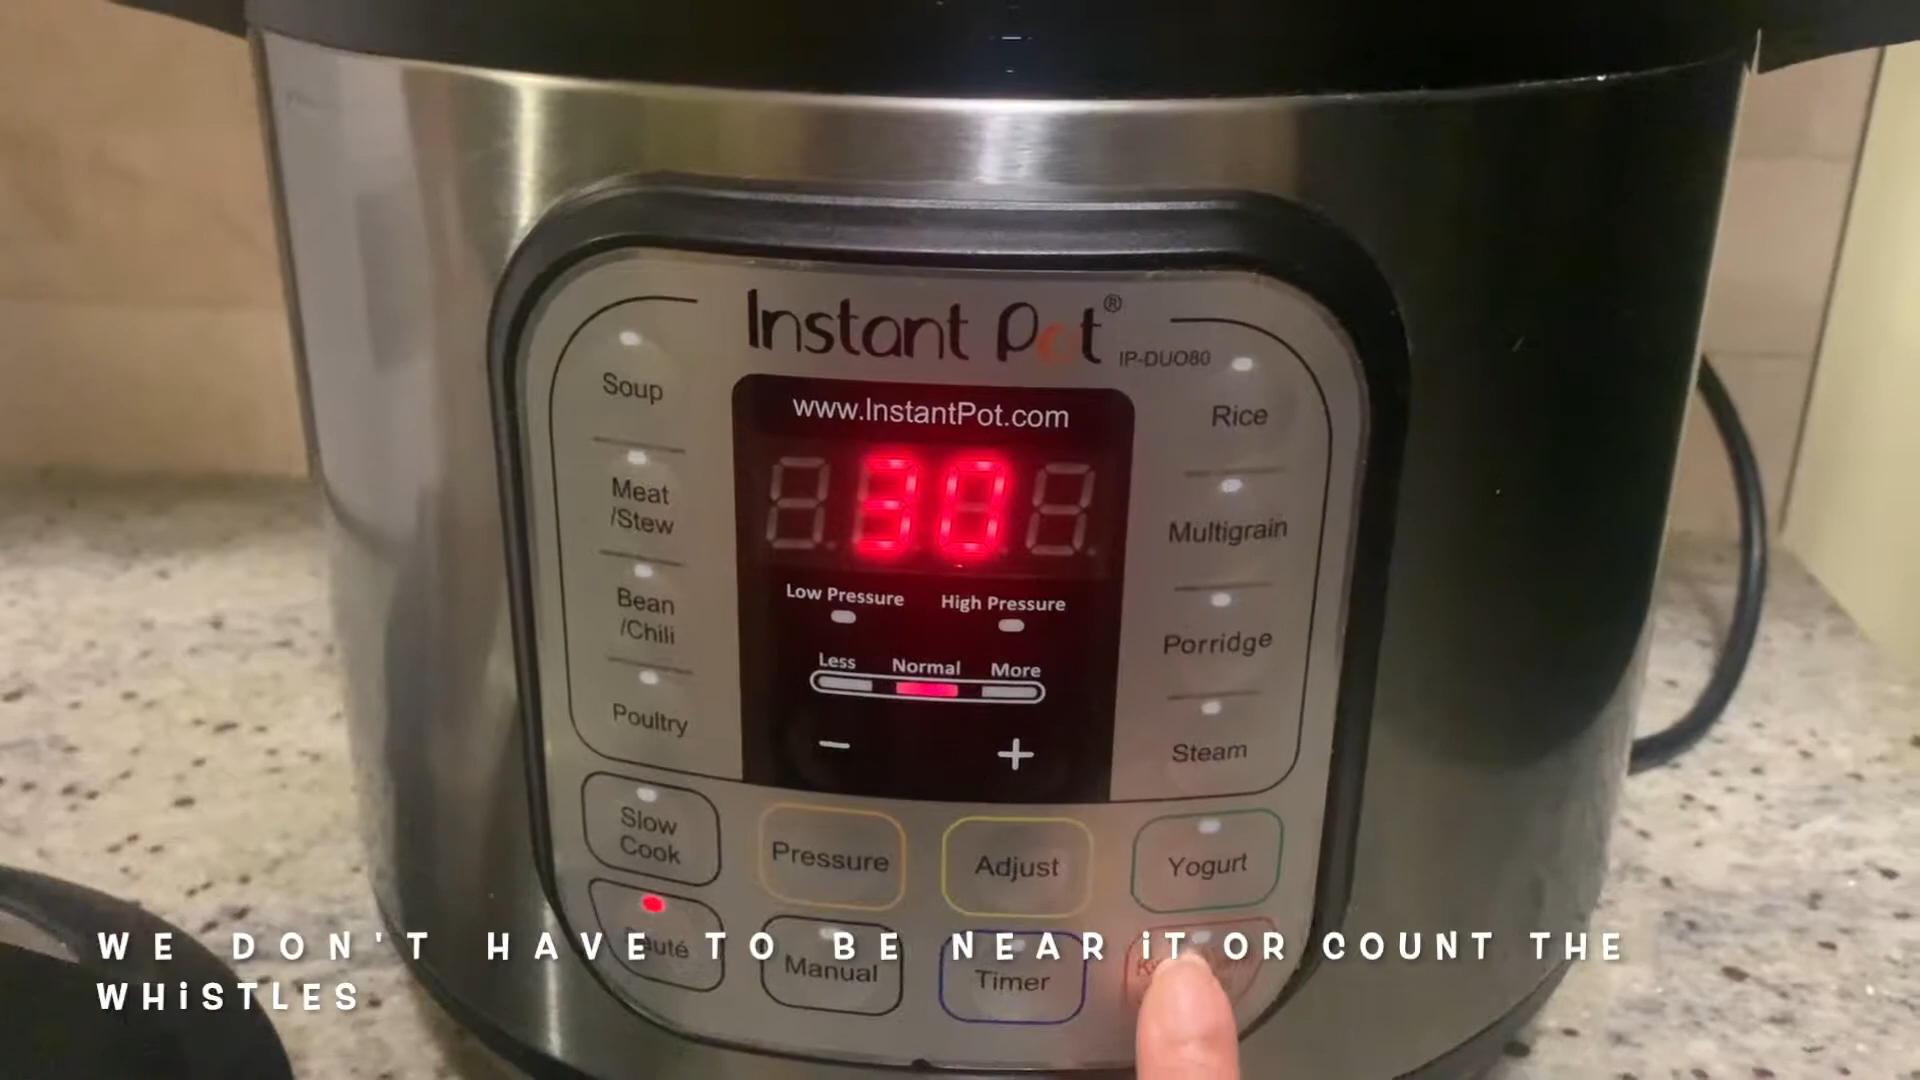 Instant Pot®
IP-DUO80
www.InstantPot.com
30
Soup
Meat
/Stew
Bean
/Chili
Poultry
Rice
Multigrain
Porridge
Steam
Low Pressure
High Pressure
Less
Normal
More
−
+
Slow
Cook
Pressure
Adjust
Yogurt
Sauté
Manual
Timer
WE DON'T HAVE TO BE NEAR iT OR COUNT THE
WHiSTLES